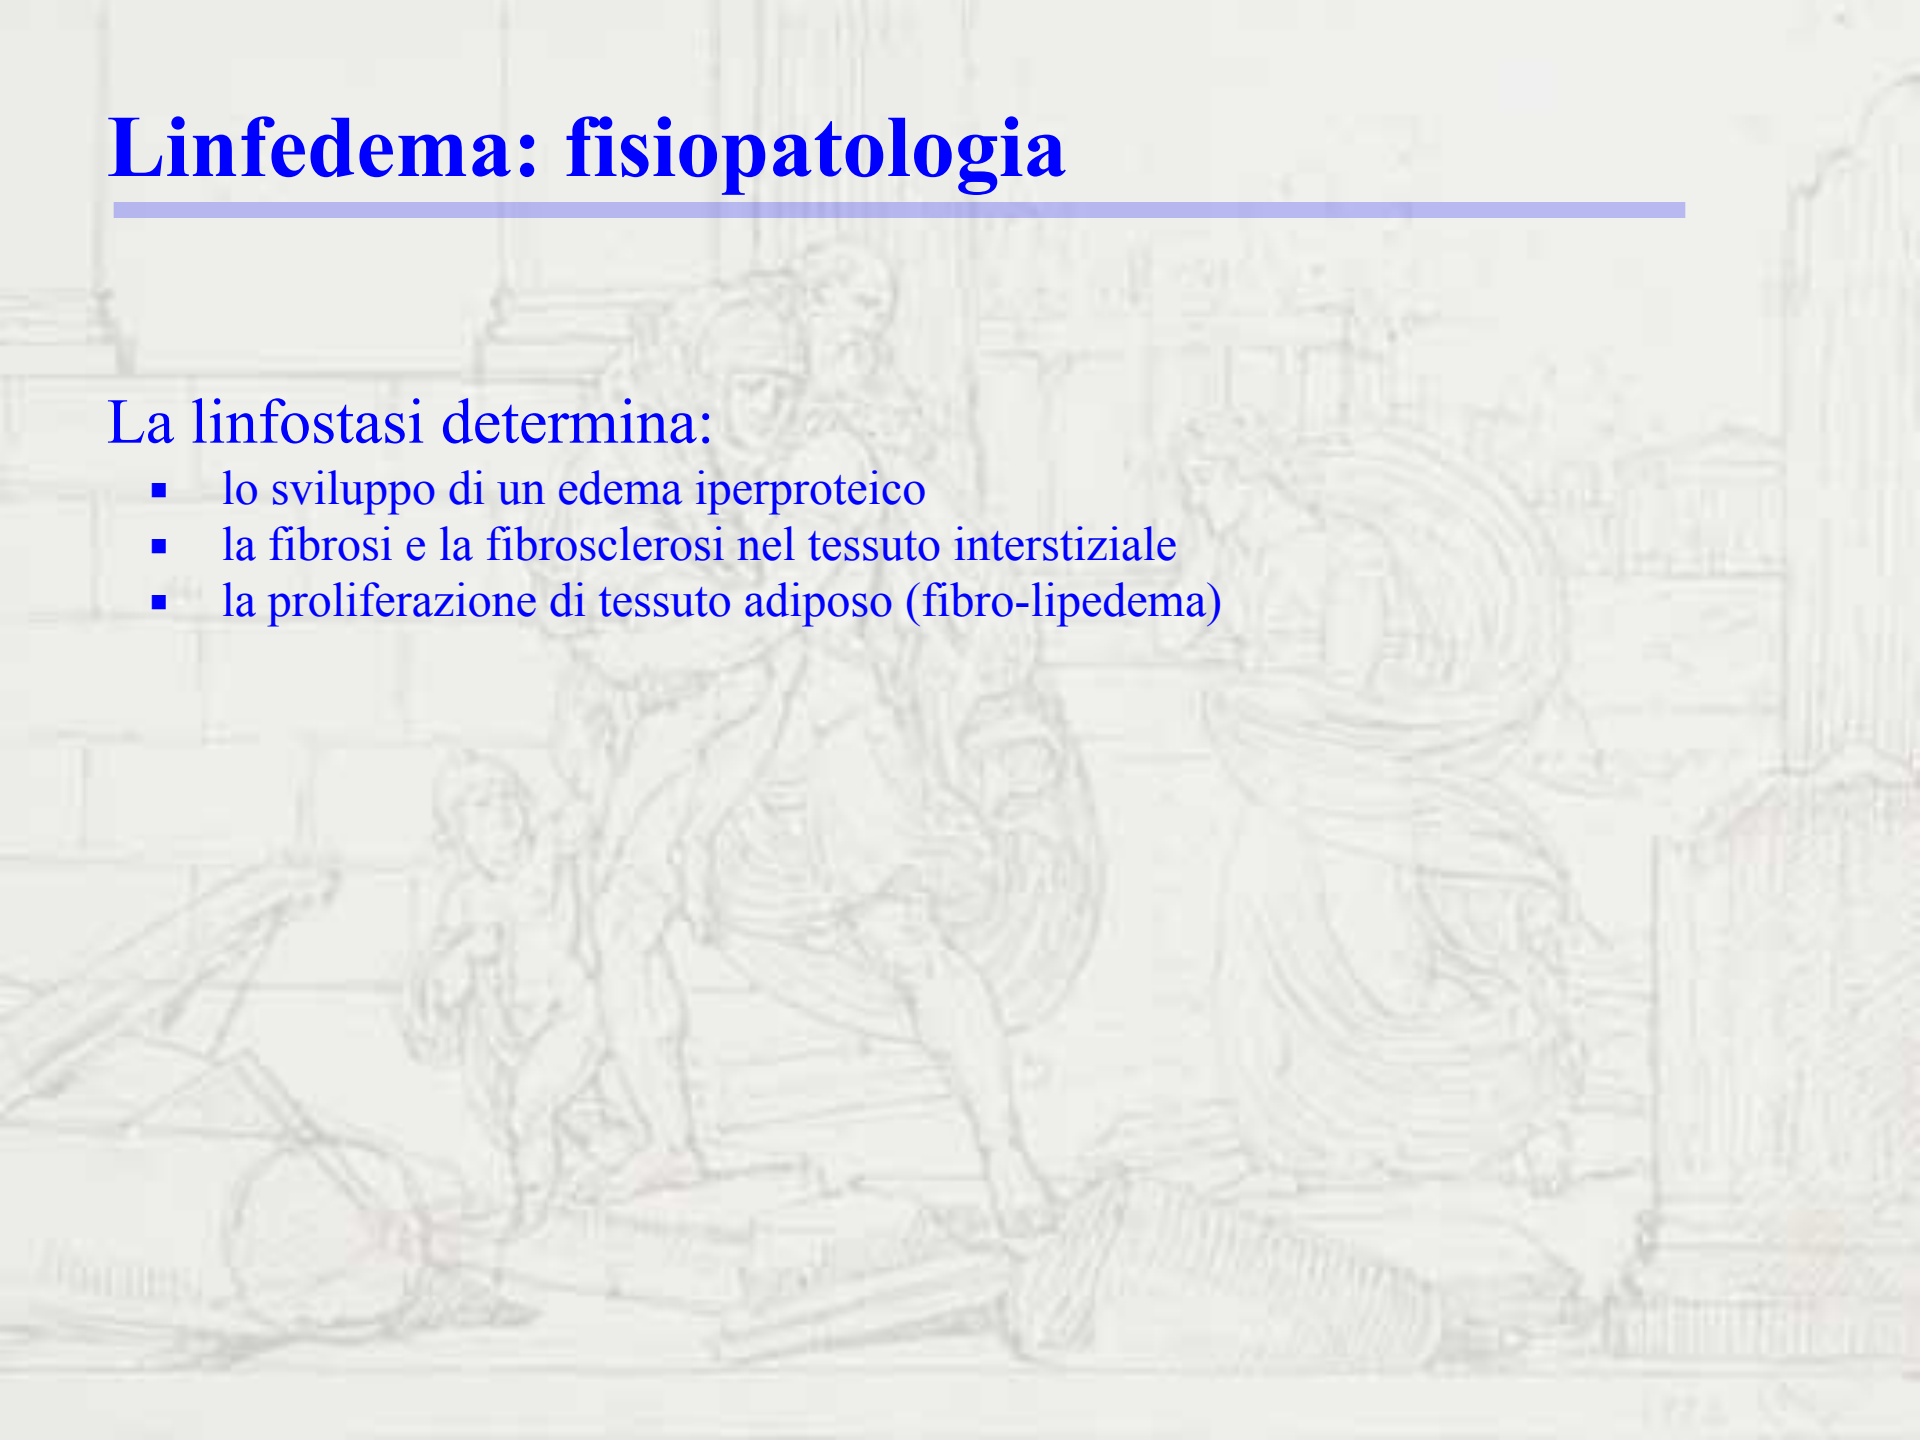 Linfedema: fisiopatologia
La linfostasi determina:
▪ lo sviluppo di un edema iperproteico
▪ la fibrosi e la fibrosclerosi nel tessuto interstiziale
▪ la proliferazione di tessuto adiposo (fibro-lipedema)